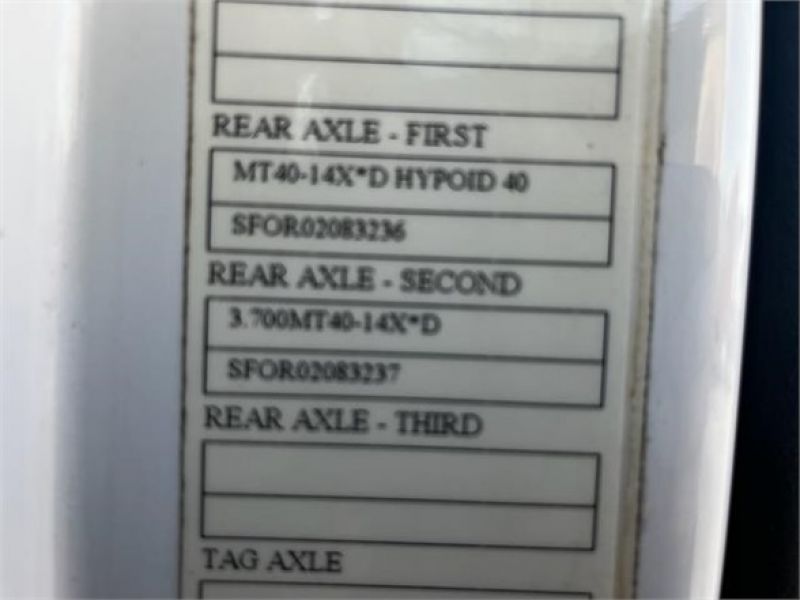 REAR AXLE - FIRST
MT40-14X*D HYPOID 40
SFOR02083236
REAR AXLE - SECOND
3.700MT40-14X*D
SFOR02083237
REAR AXLE - THIRD
TAG AXLE